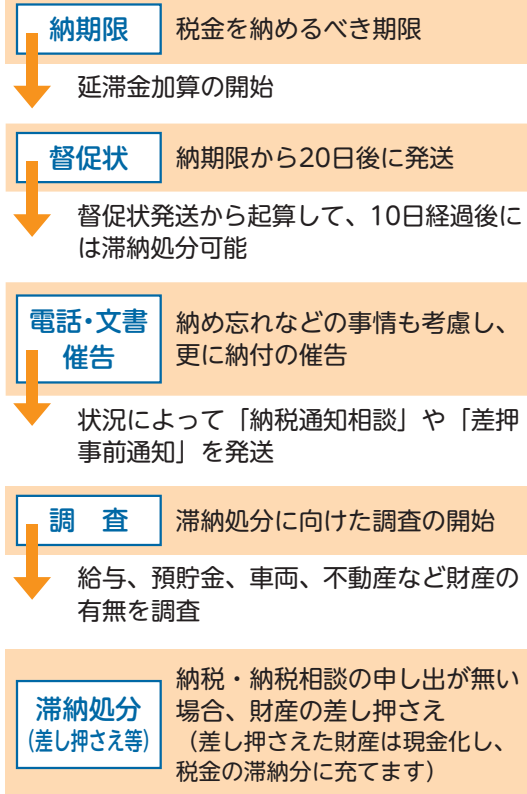 納期限
税金を納めるべき期限
延滞金加算の開始
督促状
納期限から20日後に発送
督促状発送から起算して、10日経過後に
は滞納処分可能
電話・文書
催告
納め忘れなどの事情も考慮し、
更に納付の催告
状況によって「納税通知相談」や「差押
事前通知」を発送
調　査
滞納処分に向けた調査の開始
給与、預貯金、車両、不動産など財産の
有無を調査
滞納処分
(差し押さえ等)
納税・納税相談の申し出が無い
場合、財産の差し押さえ
（差し押さえた財産は現金化し、
税金の滞納分に充てます）